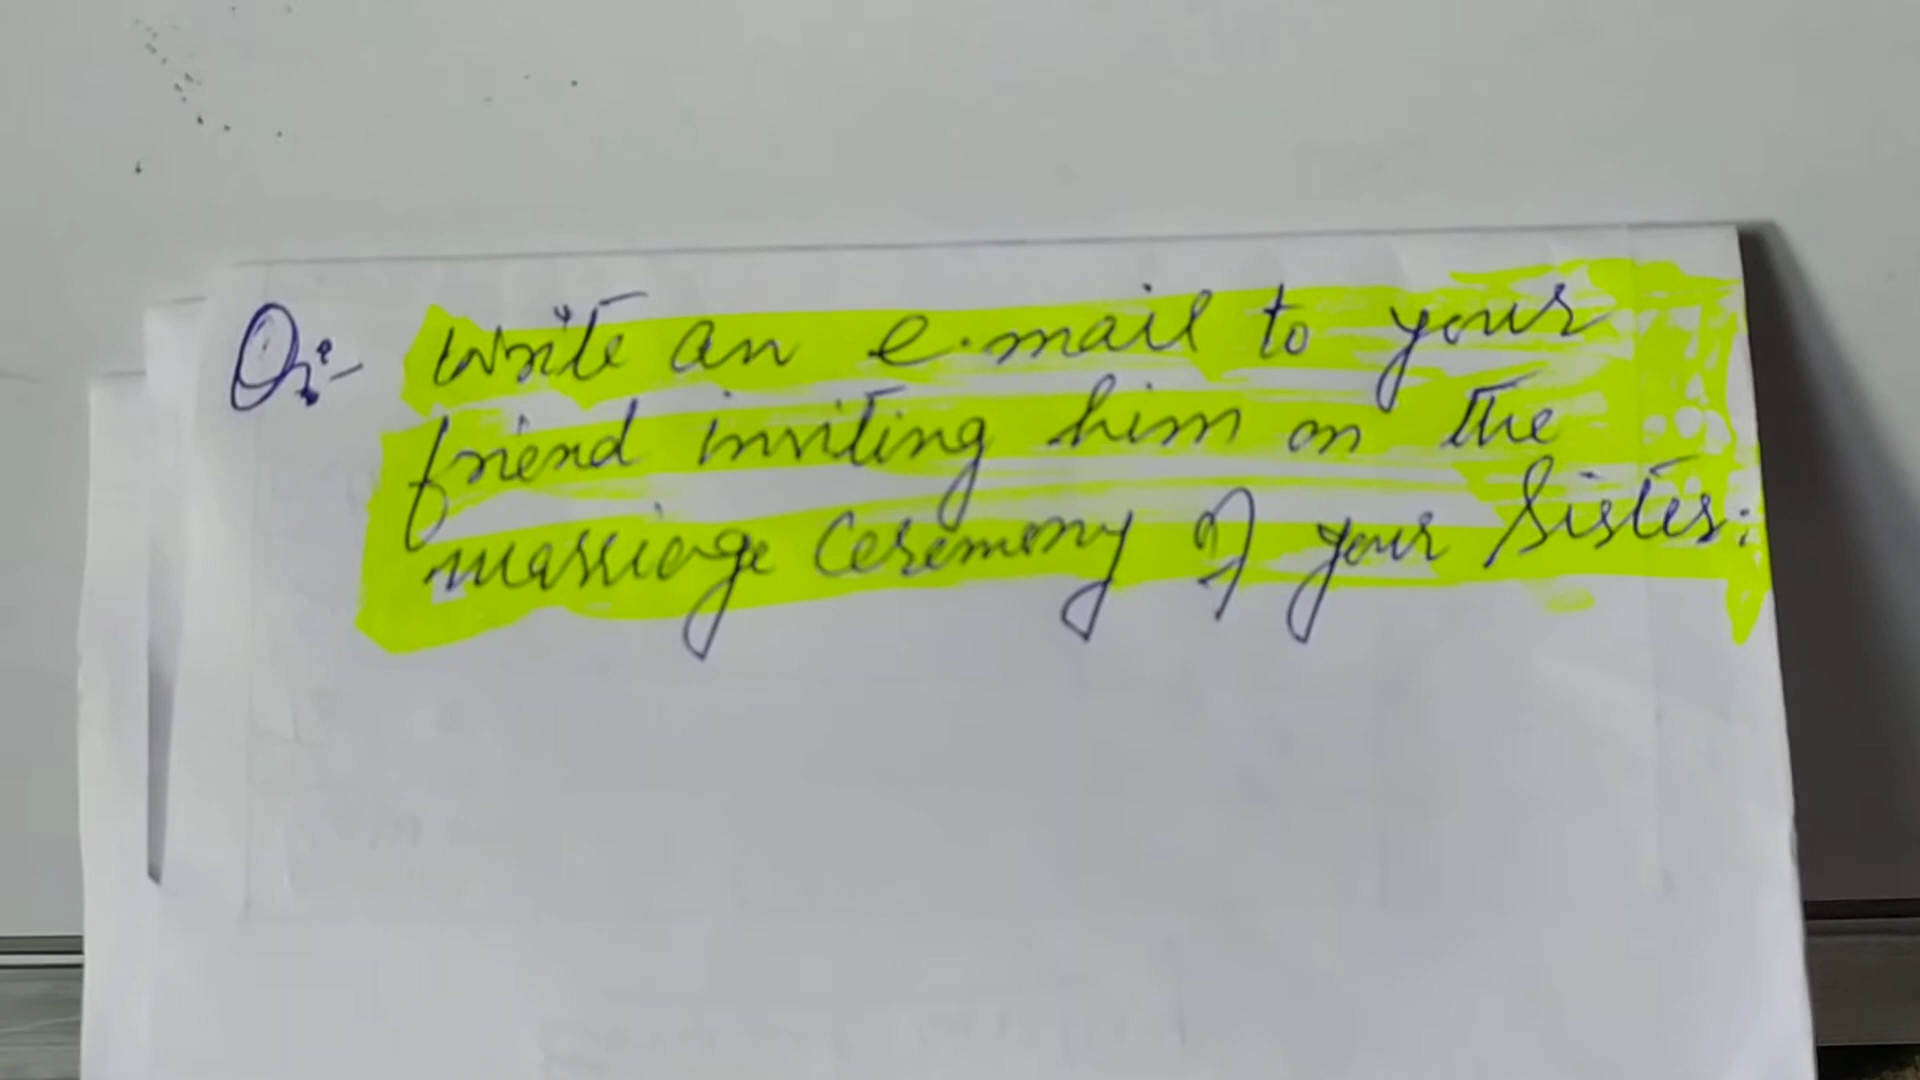 Q:- Write an e.mail to your
friend inviting him on the
marriage Ceremony of your Sister: